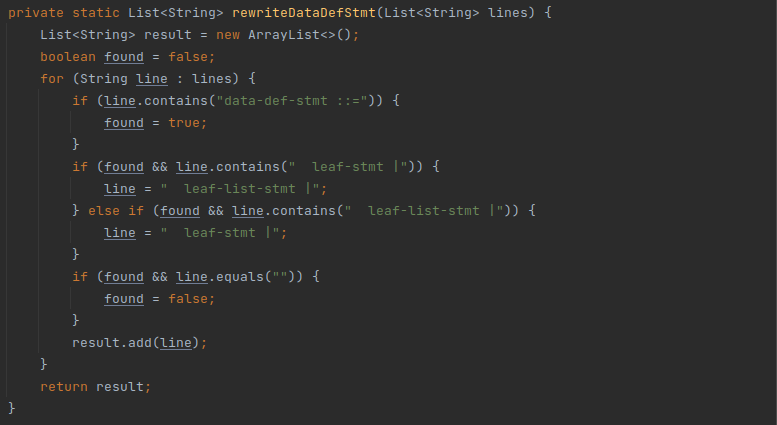 private static List<String> rewriteDataDefStmt(List<String> lines) {
    List<String> result = new ArrayList<>();
    boolean found = false;
    for (String line : lines) {
        if (line.contains("data-def-stmt ::=")) {
            found = true;
        }
        if (found && line.contains("  leaf-stmt |")) {
            line = "  leaf-list-stmt |";
        } else if (found && line.contains("  leaf-list-stmt |")) {
            line = "  leaf-stmt |";
        }
        if (found && line.equals("")) {
            found = false;
        }
        result.add(line);
    }
    return result;
}